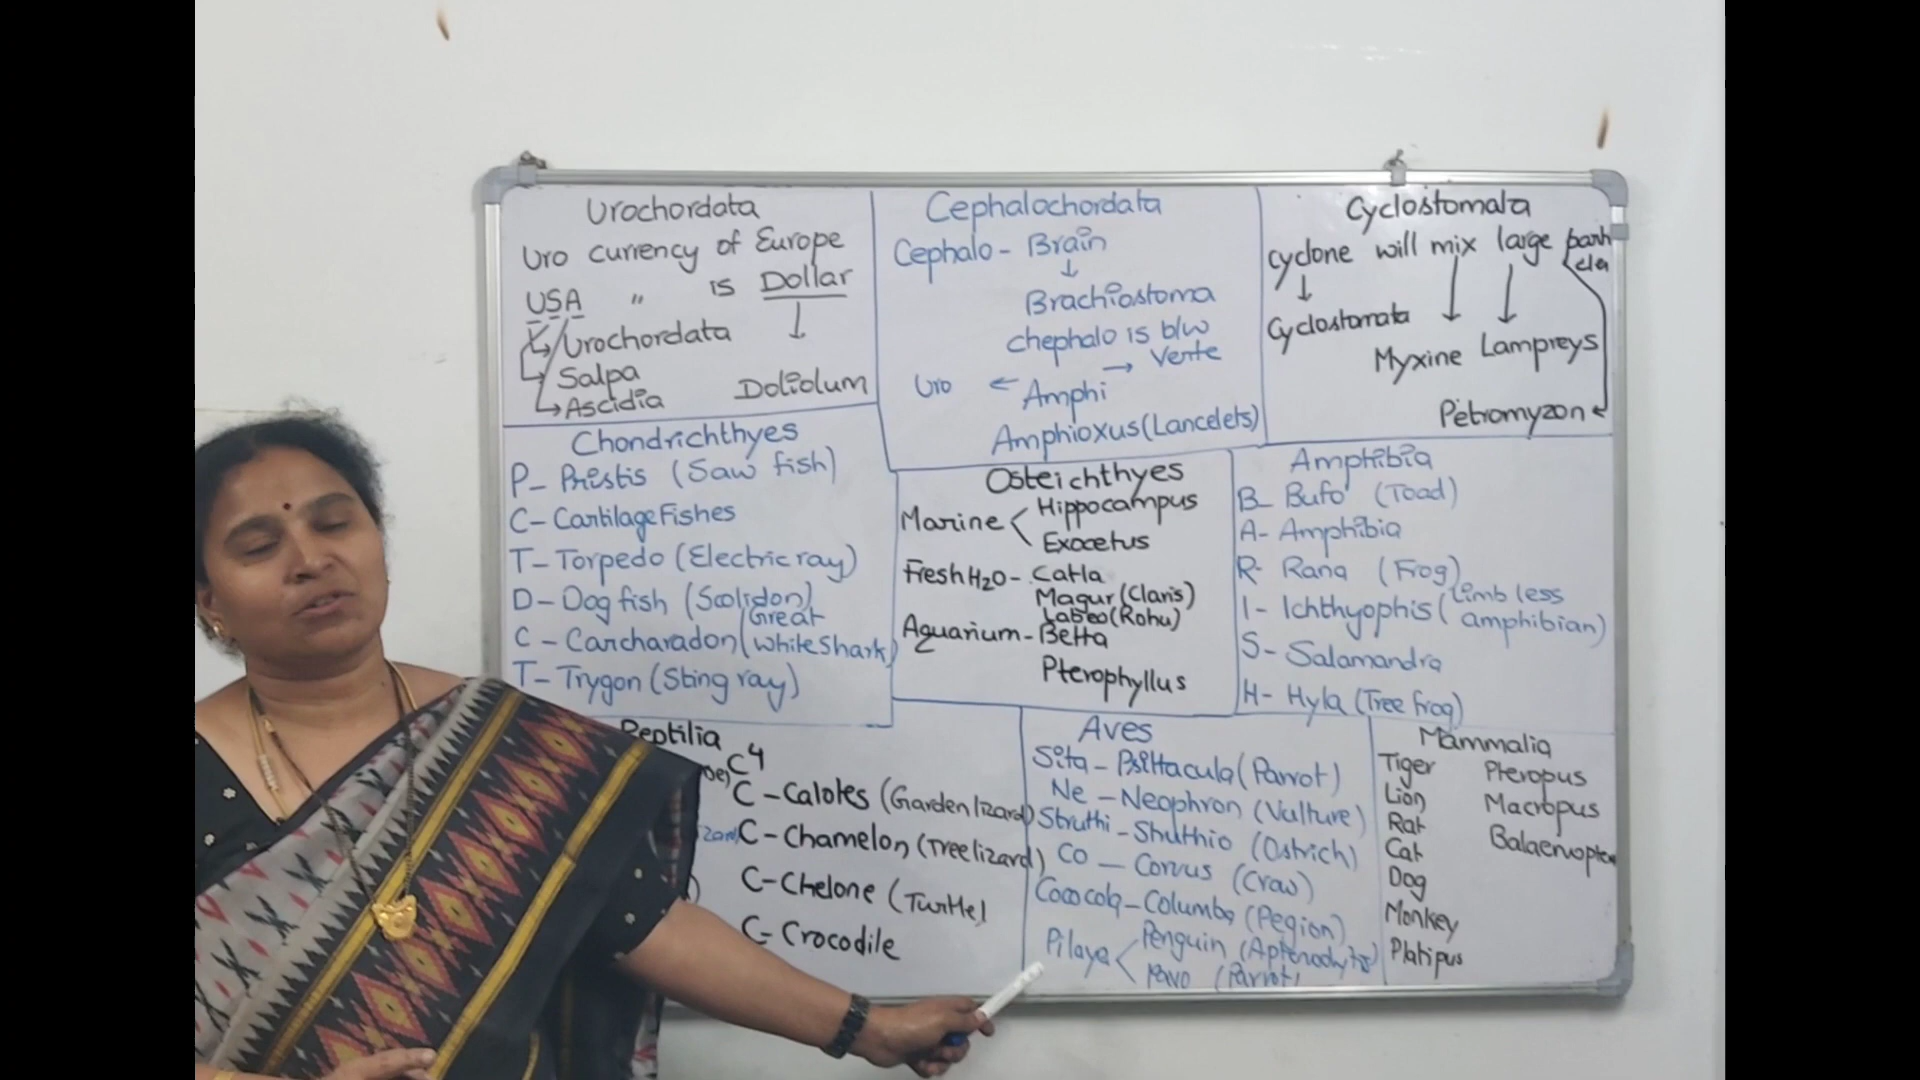 Urochordata
Uro currency of Europe
USA " is Dollar
Urochordata
Salpa
Ascidia
Doliolum
Cephalochordata
Cephalo - Brain
Brachiostoma
chephalo is b/w
Uro ← Amphi → Verte
Amphioxus (Lancelets)
Cyclostomata
Cyclone will mix large
Cyclostomata
Myxine Lampreys
Petromyzon
Chondrichthyes
P- Pristis (Saw fish)
C- Cartilage Fishes
T- Torpedo (Electric ray)
D- Dog fish (Scolidon)
C - Carcharadon (Great White Shark)
T- Trygon (Sting ray)
Osteichthyes
Marine < Hippocampus
Exocetus
Fresh H2O - Catla
Magur (Claris)
Labeo (Rohu)
Aquarium - Betta
Pterophyllus
Amphibia
B- Bufo (Toad)
A- Amphibia
R- Rana (Frog)
I- Ichthyophis (Limb less amphibian)
S- Salamandra
H- Hyla (Tree frog)
Reptilia
C4
C - Calotes (Garden lizard)
C - Chamelon (Tree lizard)
C- Chelone (Turtle)
C- Crocodile
Aves
Sita - Psittacula (Parrot)
Ne - Neophron (Vulture)
Struthi - Shuthio (Ostrich)
Co - Corvus (Crow)
Cococola - Columba (Pegion)
Pilaya < Penguin (Aptenodytes)
Pavo (Parrot)
Mammalia
Tiger Pteropus
Lion Macropus
Rat
Cat
Dog
Monkey
Platipus